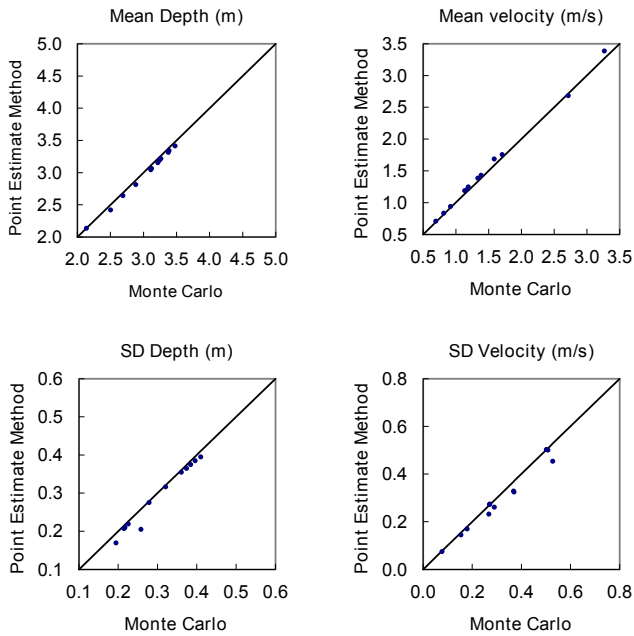 Mean Depth (m)
Point Estimate Method
5.0
4.5
4.0
3.5
3.0
2.5
2.0
2.0 2.5 3.0 3.5 4.0 4.5 5.0
Monte Carlo
Mean velocity (m/s)
Point Estimate Method
3.5
3.0
2.5
2.0
1.5
1.0
0.5
0.5 1.0 1.5 2.0 2.5 3.0 3.5
Monte Carlo
SD Depth (m)
Point Estimate Method
0.6
0.5
0.4
0.3
0.2
0.1
0.1 0.2 0.3 0.4 0.5 0.6
Monte Carlo
SD Velocity (m/s)
Point Estimate Method
0.8
0.6
0.4
0.2
0.0
0.0 0.2 0.4 0.6 0.8
Monte Carlo